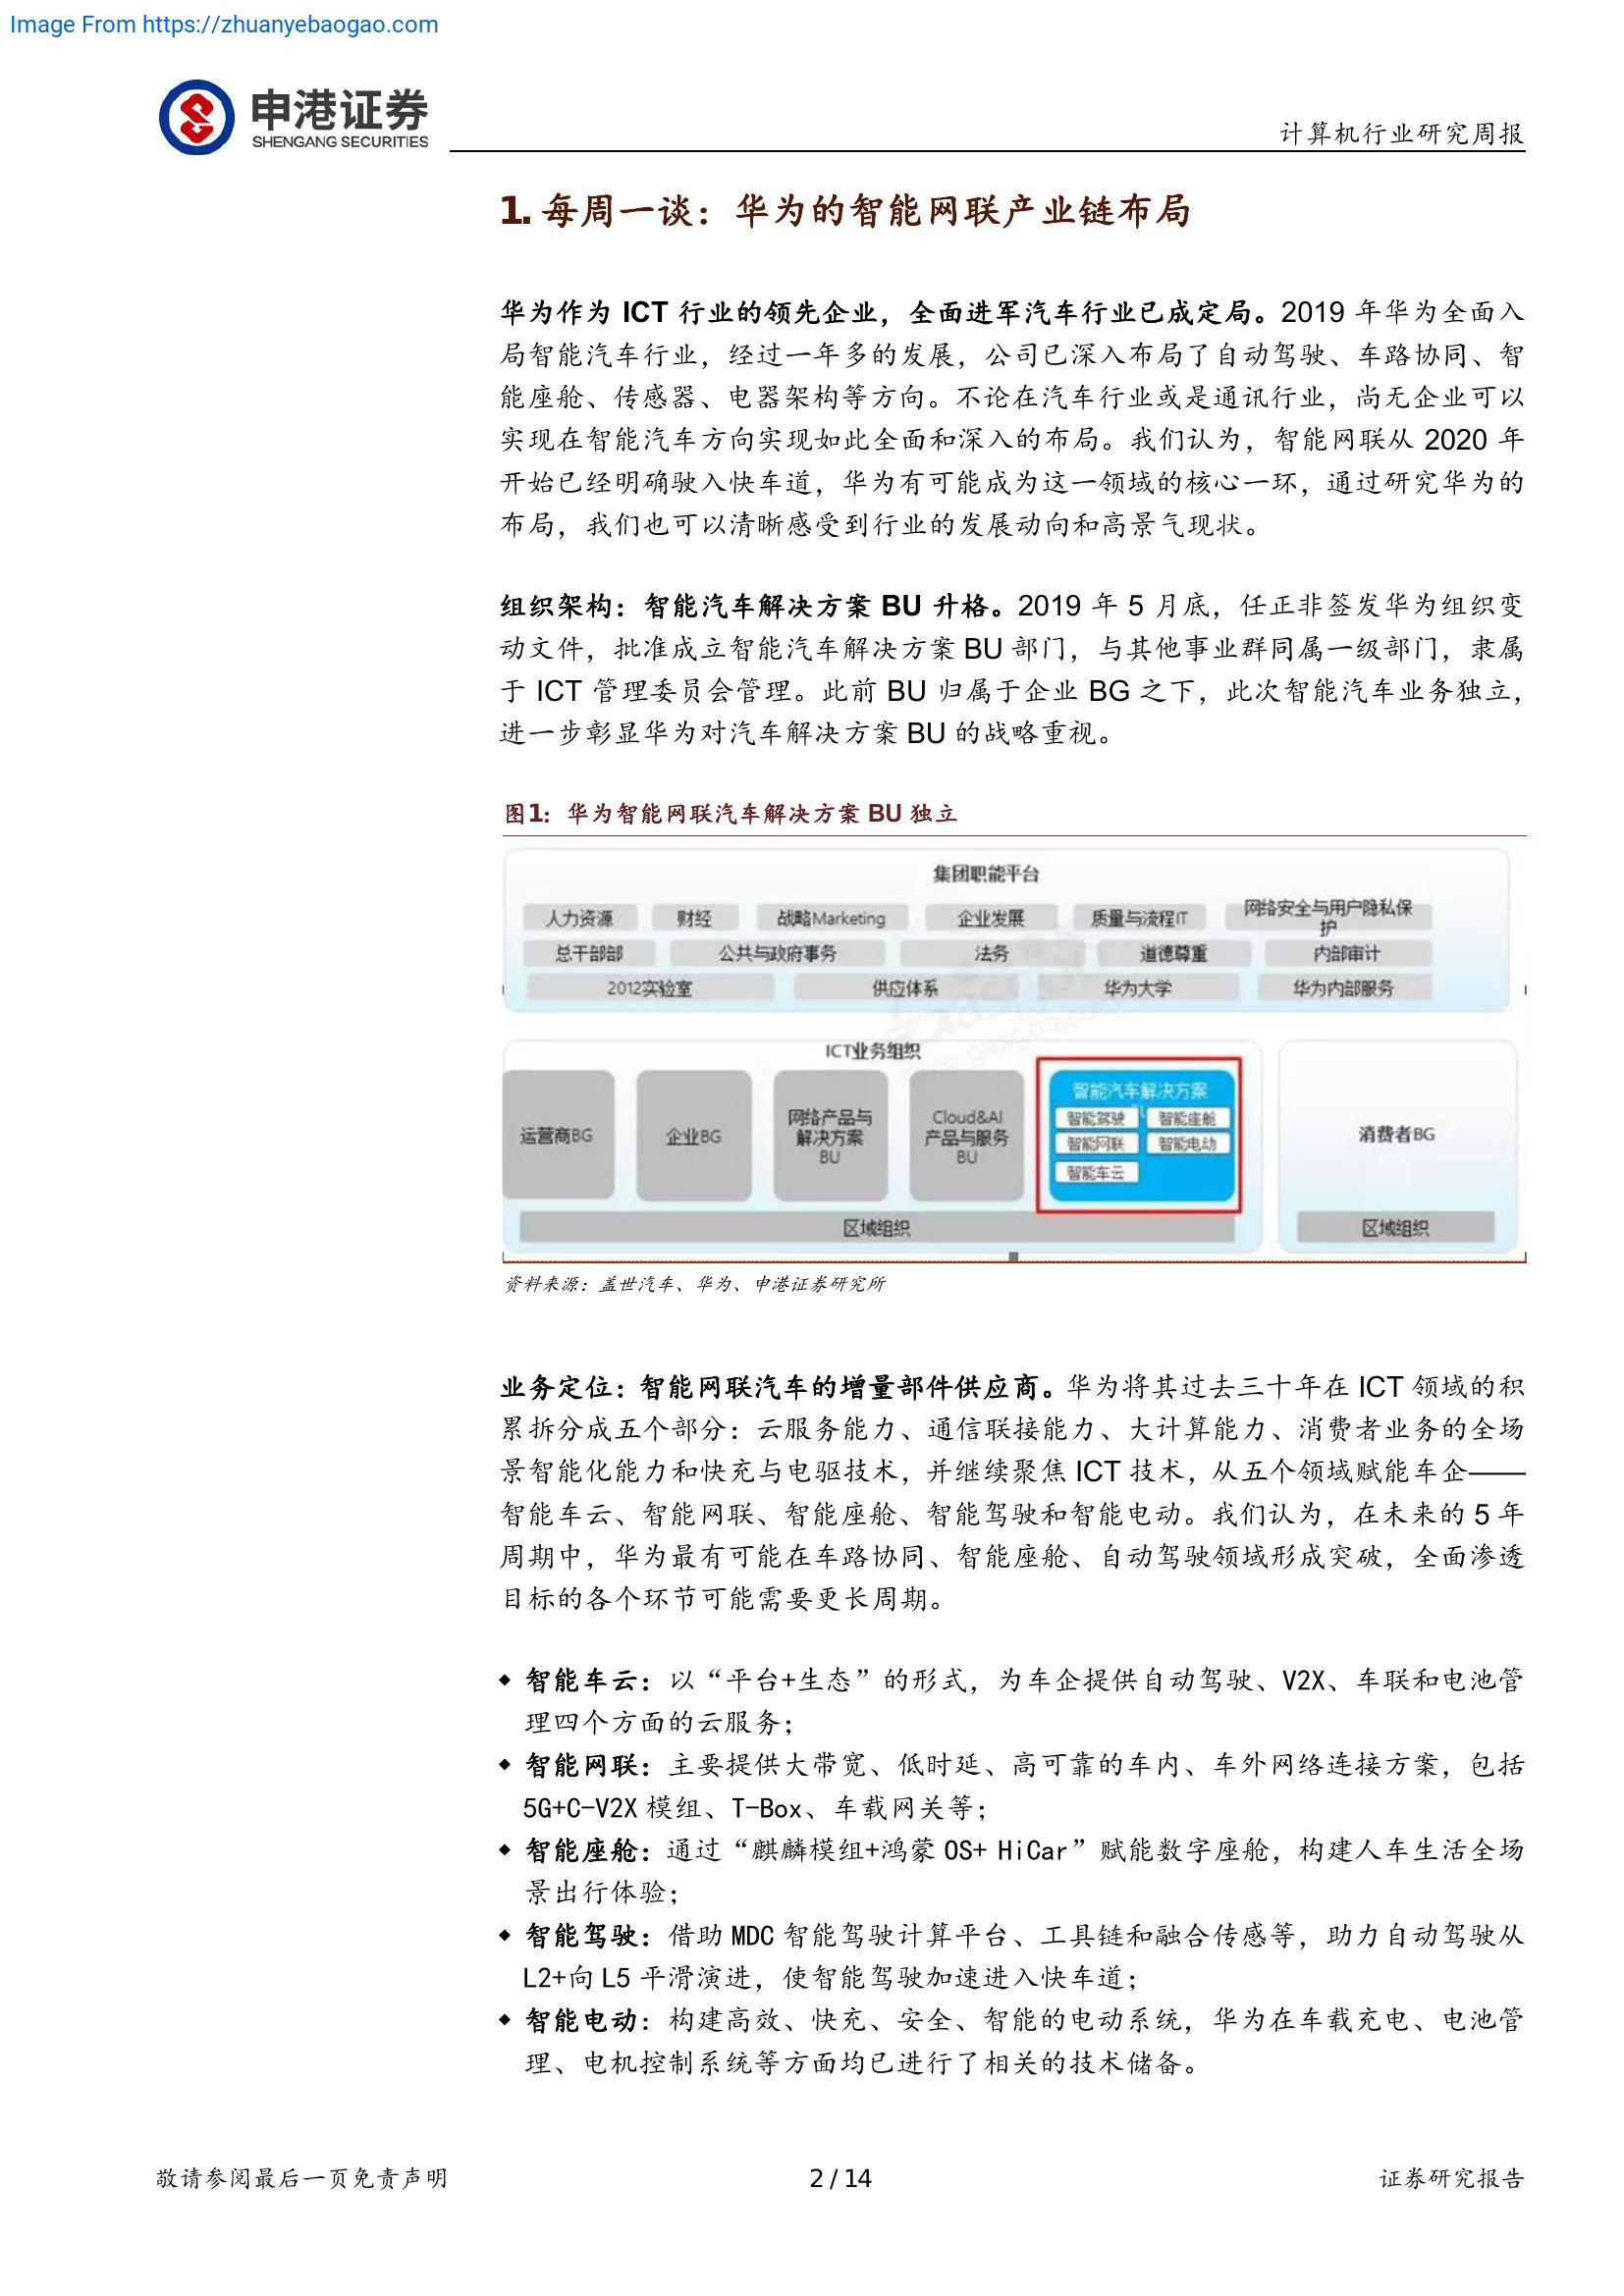 Image From https://zhuanyebaogao.com
申港证券
SHENGANG SECURITIES
计算机行业研究周报
1. 每周一谈：华为的智能网联产业链布局
华为作为 ICT 行业的领先企业，全面进军汽车行业已成定局。2019 年华为全面入
局智能汽车行业，经过一年多的发展，公司已深入布局了自动驾驶、车路协同、智
能座舱、传感器、电器架构等方向。不论在汽车行业或是通讯行业，尚无企业可以
实现在智能汽车方向实现如此全面和深入的布局。我们认为，智能网联从 2020 年
开始已经明确驶入快车道，华为有可能成为这一领域的核心一环，通过研究华为的
布局，我们也可以清晰感受到行业的发展动向和高景气现状。
组织架构：智能汽车解决方案 BU 升格。2019 年 5 月底，任正非签发华为组织变
动文件，批准成立智能汽车解决方案 BU 部门，与其他事业群同属一级部门，隶属
于 ICT 管理委员会管理。此前 BU 归属于企业 BG 之下，此次智能汽车业务独立，
进一步彰显华为对汽车解决方案 BU 的战略重视。
图1：华为智能网联汽车解决方案 BU 独立
集团职能平台
人力资源 财经 战略Marketing 企业发展 质量与流程IT 网络安全与用户隐私保
护
总干部部 公共与政府事务 法务 道德尊重 内部审计
2012实验室 供应体系 华为大学 华为内部服务
ICT业务组织
运营商BG
企业BG
网络产品与
解决方案
BU
Cloud&AI
产品与服务
BU
智能汽车解决方案
智能驾驶 智能座舱
智能网联 智能电动
智能车云
消费者BG
区域组织
区域组织
资料来源：盖世汽车、华为、申港证券研究所
业务定位：智能网联汽车的增量部件供应商。华为将其过去三十年在 ICT 领域的积
累拆分成五个部分：云服务能力、通信联接能力、大计算能力、消费者业务的全场
景智能化能力和快充与电驱技术，并继续聚焦 ICT 技术，从五个领域赋能车企——
智能车云、智能网联、智能座舱、智能驾驶和智能电动。我们认为，在未来的 5 年
周期中，华为最有可能在车路协同、智能座舱、自动驾驶领域形成突破，全面渗透
目标的各个环节可能需要更长周期。
◆ 智能车云：以“平台+生态”的形式，为车企提供自动驾驶、V2X、车联和电池管
理四个方面的云服务；
◆ 智能网联：主要提供大带宽、低时延、高可靠的车内、车外网络连接方案，包括
5G+C-V2X 模组、T-Box、车载网关等；
◆ 智能座舱：通过“麒麟模组+鸿蒙 OS+ HiCar”赋能数字座舱，构建人车生活全场
景出行体验；
◆ 智能驾驶：借助 MDC 智能驾驶计算平台、工具链和融合传感等，助力自动驾驶从
L2+向 L5 平滑演进，使智能驾驶加速进入快车道；
◆ 智能电动：构建高效、快充、安全、智能的电动系统，华为在车载充电、电池管
理、电机控制系统等方面均已进行了相关的技术储备。
敬请参阅最后一页免责声明
2 / 14
证券研究报告